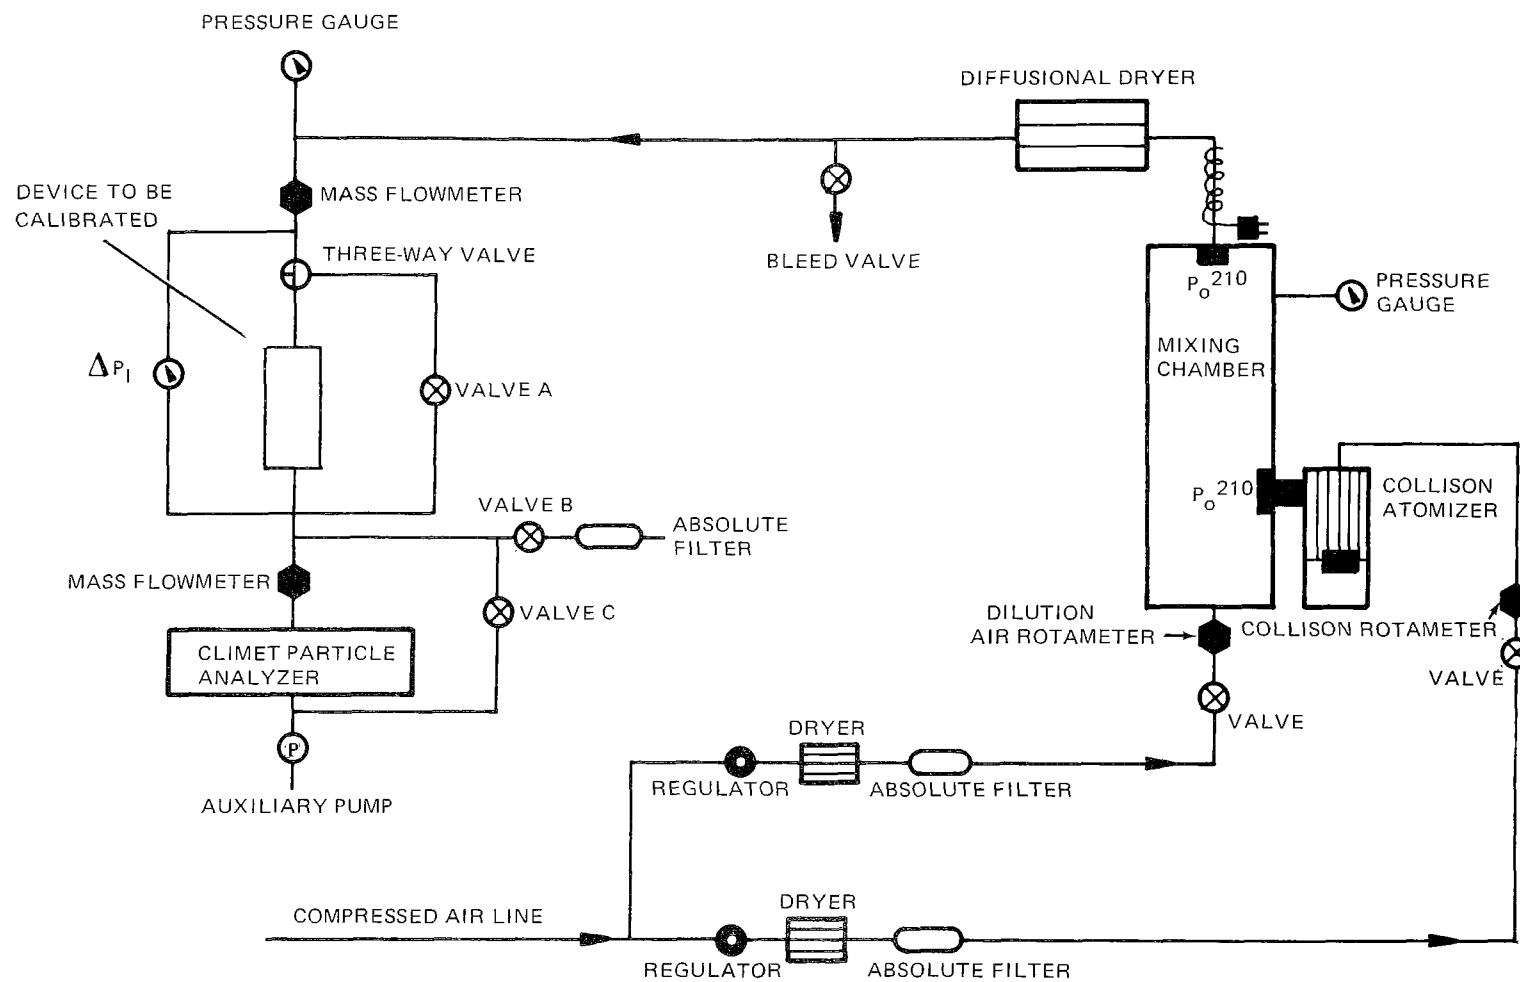 PRESSURE GAUGE
DIFFUSIONAL DRYER
DEVICE TO BE
CALIBRATED
MASS FLOWMETER
THREE-WAY VALVE
BLEED VALVE
Po210
PRESSURE
GAUGE
MIXING
CHAMBER
ΔP1
VALVE A
Po210
COLLISON
ATOMIZER
VALVE B
ABSOLUTE
FILTER
MASS FLOWMETER
VALVE C
DILUTION
AIR ROTAMETER
COLLISON ROTAMETER
VALVE
CLIMET PARTICLE
ANALYZER
VALVE
P
DRYER
REGULATOR
ABSOLUTE FILTER
AUXILIARY PUMP
DRYER
COMPRESSED AIR LINE
REGULATOR
ABSOLUTE FILTER